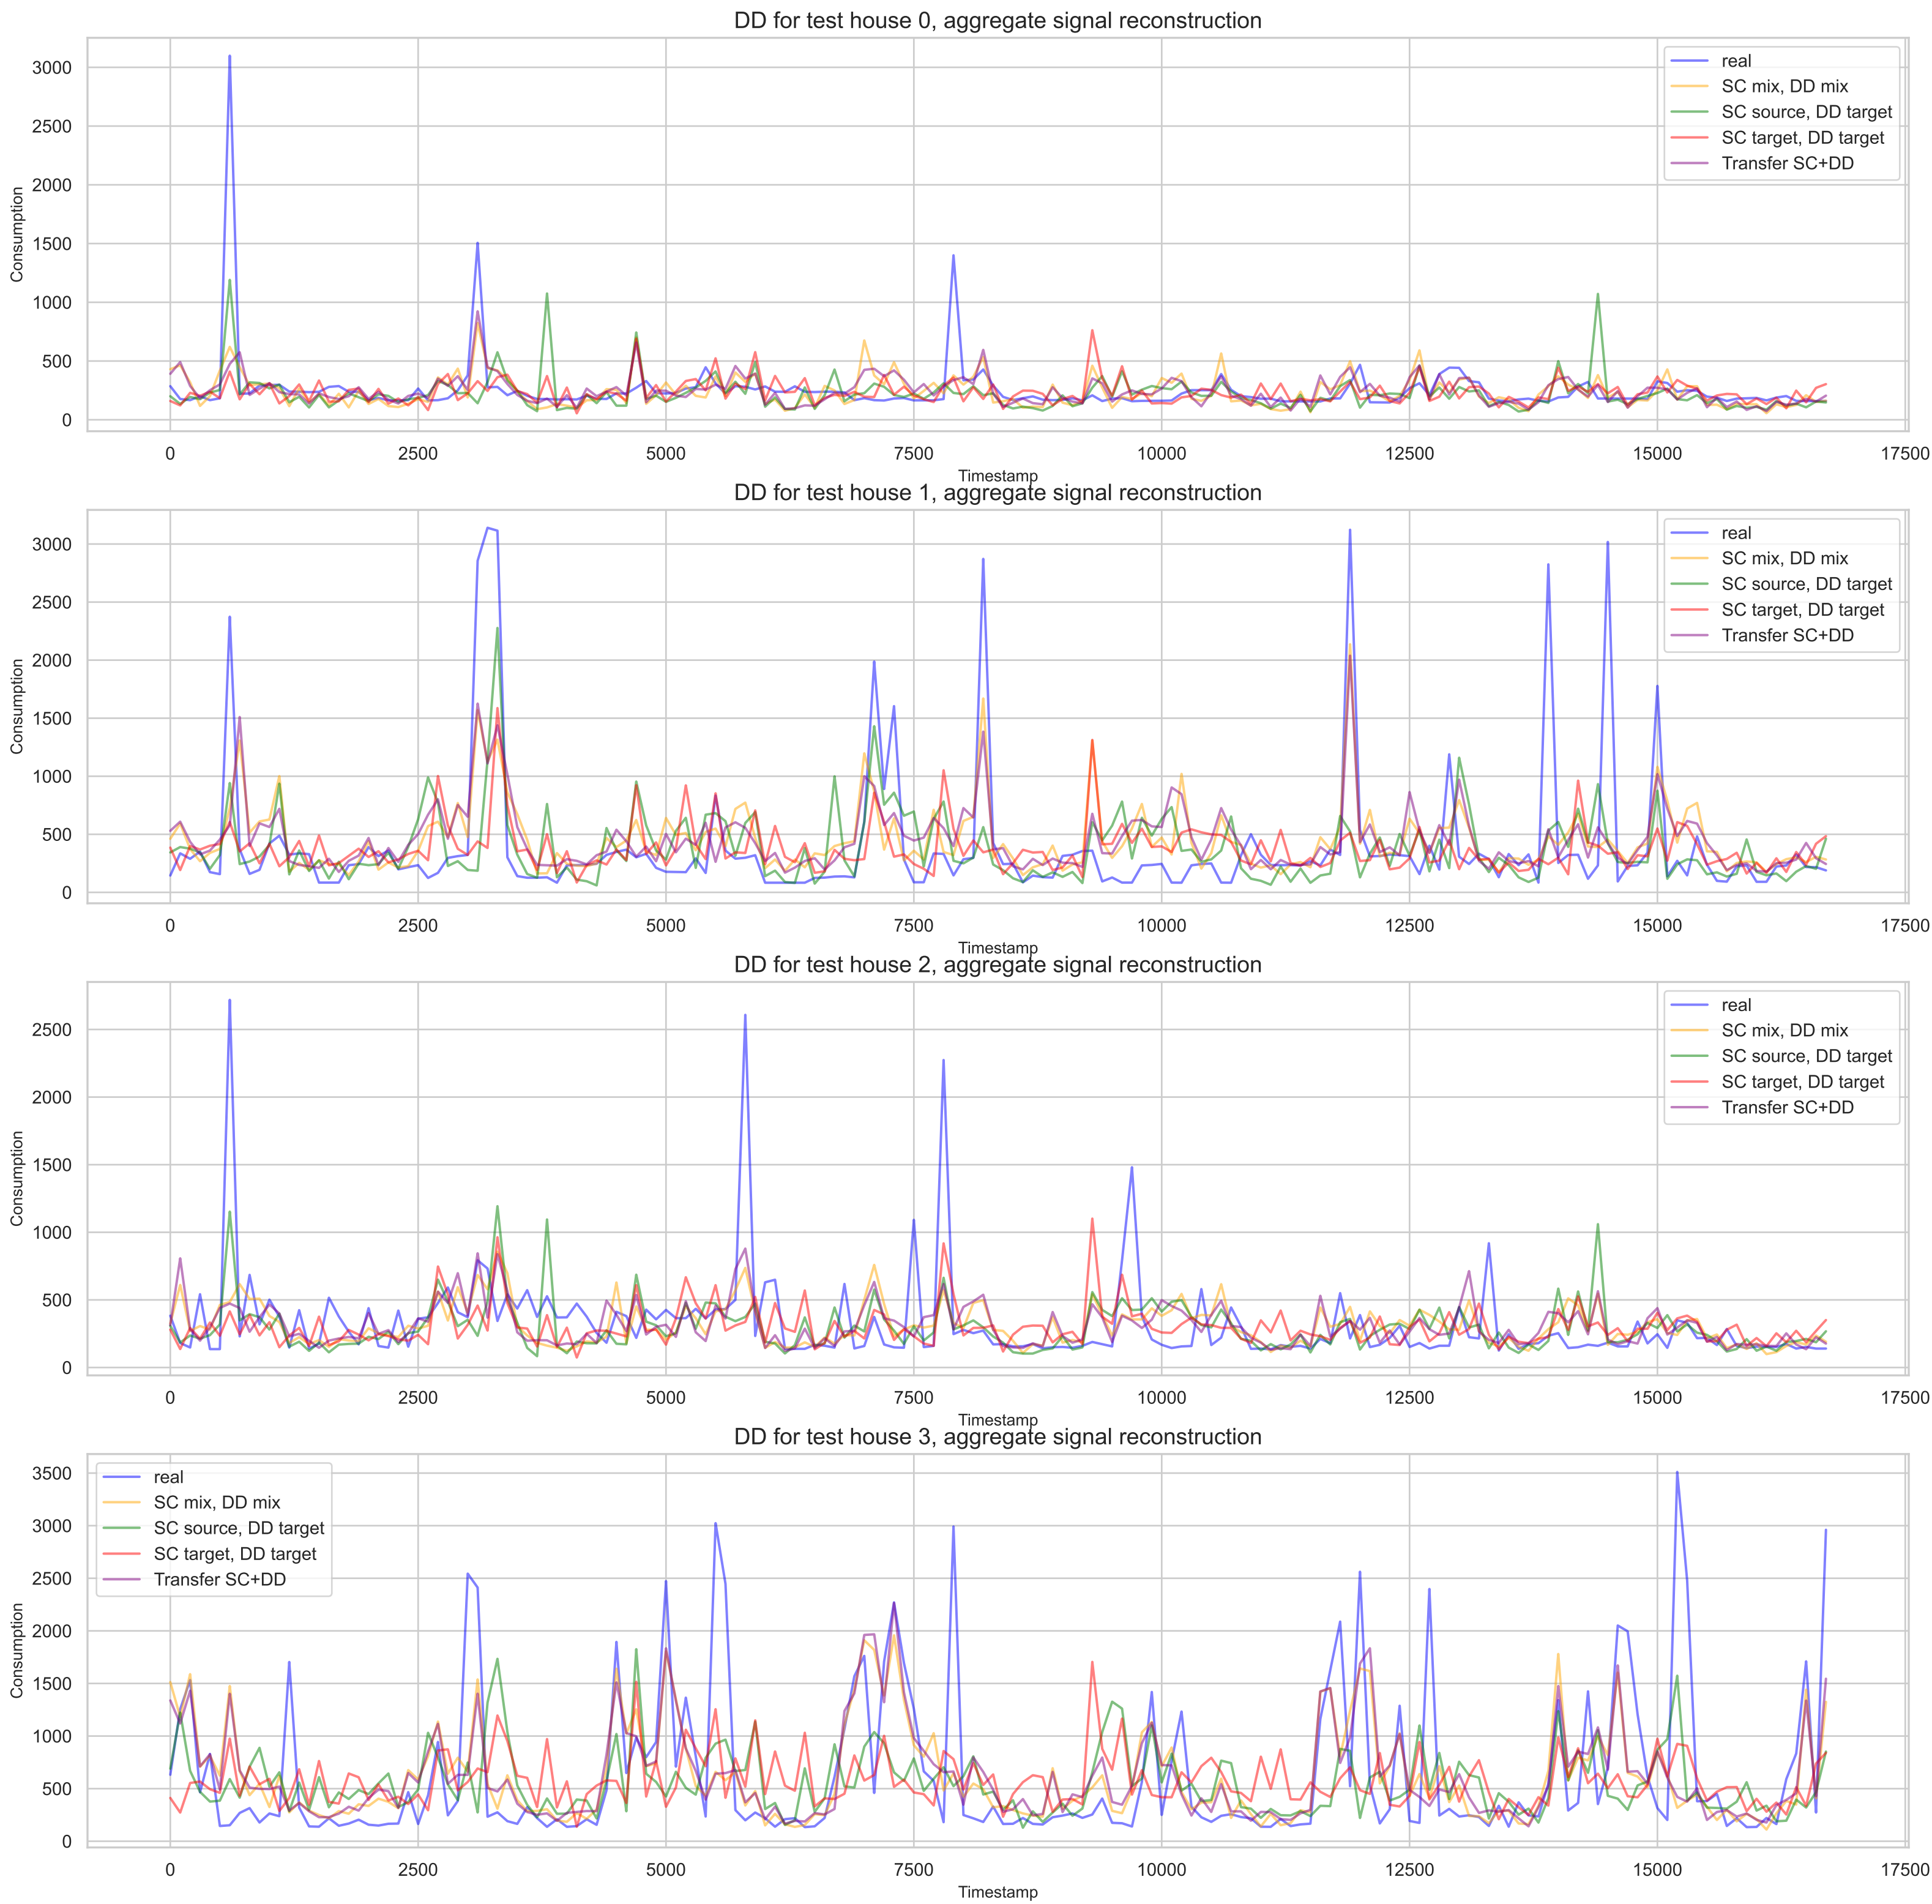 DD for test house 0, aggregate signal reconstruction
3000
2500
2000
1500
1000
500
0
Consumption
real
SC mix, DD mix
SC source, DD target
SC target, DD target
Transfer SC+DD
0 2500 5000 7500 10000 12500 15000 17500
Timestamp
DD for test house 1, aggregate signal reconstruction
3000
2500
2000
1500
1000
500
0
Consumption
real
SC mix, DD mix
SC source, DD target
SC target, DD target
Transfer SC+DD
0 2500 5000 7500 10000 12500 15000 17500
Timestamp
DD for test house 2, aggregate signal reconstruction
2500
2000
1500
1000
500
0
Consumption
real
SC mix, DD mix
SC source, DD target
SC target, DD target
Transfer SC+DD
0 2500 5000 7500 10000 12500 15000 17500
Timestamp
DD for test house 3, aggregate signal reconstruction
3500
3000
2500
2000
1500
1000
500
0
Consumption
real
SC mix, DD mix
SC source, DD target
SC target, DD target
Transfer SC+DD
0 2500 5000 7500 10000 12500 15000 17500
Timestamp